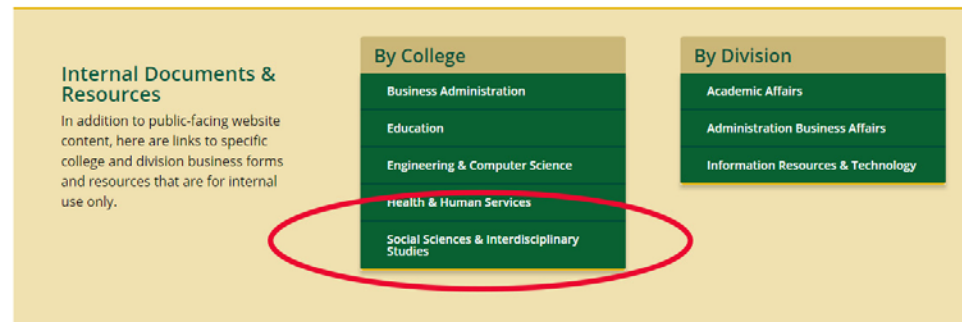 Internal Documents &
Resources
In addition to public-facing website
content, here are links to specific
college and division business forms
and resources that are for internal
use only.
By College
Business Administration
Education
Engineering & Computer Science
Health & Human Services
Social Sciences & Interdisciplinary
Studies
By Division
Academic Affairs
Administration Business Affairs
Information Resources & Technology